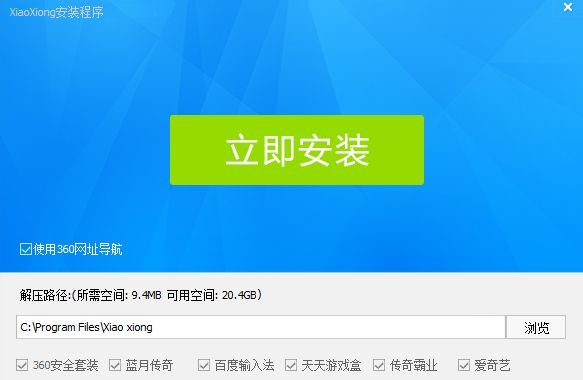 XiaoXiong安装程序
立即安装
使用360网址导航
解压路径:(所需空间: 9.4MB 可用空间: 20.4GB)
C:\Program Files\Xiao xiong 浏览
360安全套装 蓝月传奇 百度输入法 天天游戏盒 传奇霸业 爱奇艺